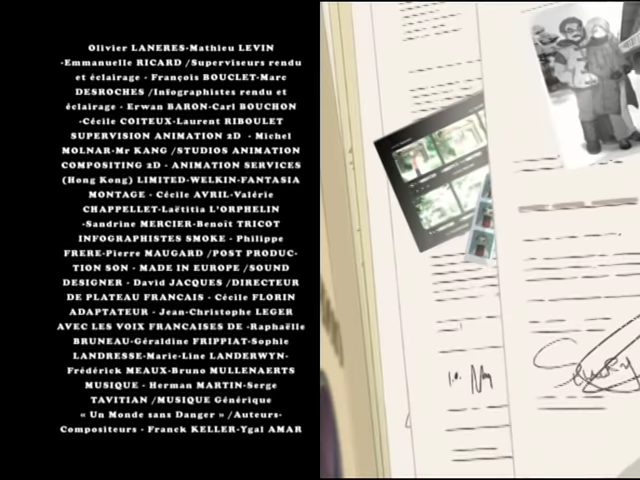 Olivier LANERES-Mathieu LEVIN
-Emmanuelle RICARD /Superviseurs rendu
et éclairage - François BOUCLET-Marc
DESROCHES /Infographistes rendu et
éclairage - Erwan BARON-Carl BOUCHON
-Cécile COITEUX-Laurent RIBOULET
SUPERVISION ANIMATION 2D - Michel
MOLNAR-Mr KANG /STUDIOS ANIMATION
COMPOSITING 2D - ANIMATION SERVICES
(Hong Kong) LIMITED-WELKIN-FANTASIA
MONTAGE - Cécile AVRIL-Valérie
CHAPPELLET-Laëtitia L'ORPHELIN
-Sandrine MERCIER-Benoît TRICOT
INFOGRAPHISTES SMOKE - Philippe
FRERE-Pierre MAUGARD /POST PRODUC-
TION SON - MADE IN EUROPE /SOUND
DESIGNER - David JACQUES /DIRECTEUR
DE PLATEAU FRANCAIS - Cécile FLORIN
ADAPTATEUR - Jean-Christophe LEGER
AVEC LES VOIX FRANCAISES DE -Raphaëlle
BRUNEAU-Géraldine FRIPPIAT-Sophie
LANDRESSE-Marie-Line LANDERWYN-
Frédérick MEAUX-Bruno MULLENAERTS
MUSIQUE - Herman MARTIN-Serge
TAVITIAN /MUSIQUE Générique
« Un Monde sans Danger » /Auteurs-
Compositeurs - Franck KELLER-Ygal AMAR